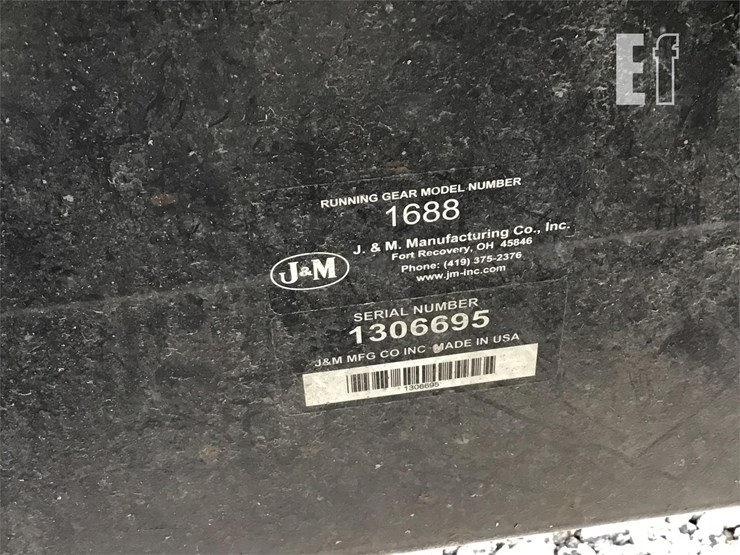 Ef
RUNNING GEAR MODEL NUMBER
1688
J&M
J. & M. Manufacturing Co., Inc.
Fort Recovery, OH 45846
Phone: (419) 375-2376
www.jm-inc.com
SERIAL NUMBER
1306695
J&M MFG CO INC MADE IN USA
1306695